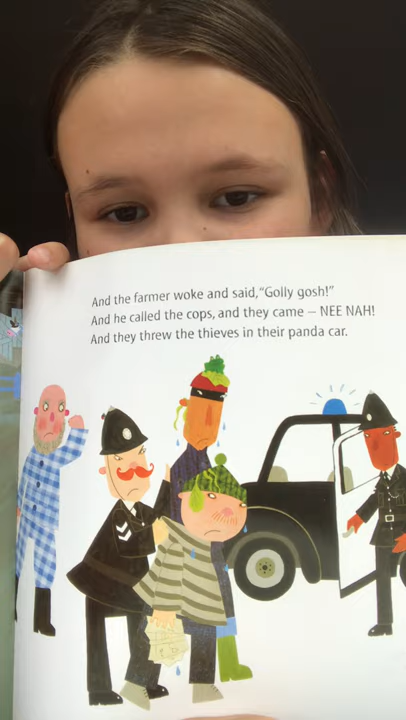 And the farmer woke and said, "Golly gosh!"
And he called the cops, and they came – NEE NAH!
And they threw the thieves in their panda car.